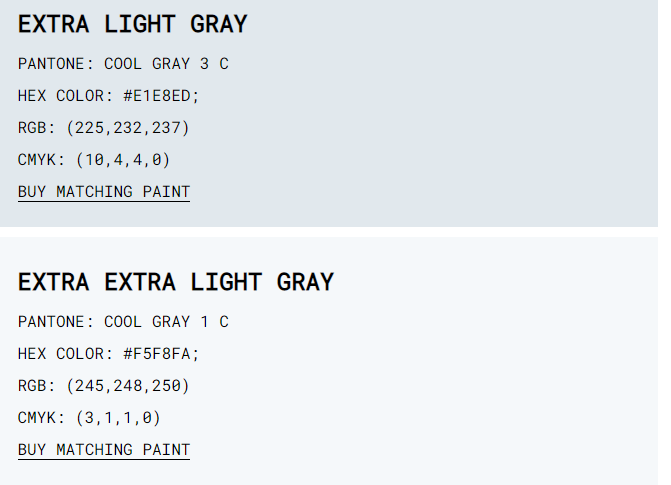 EXTRA LIGHT GRAY
PANTONE: COOL GRAY 3 C
HEX COLOR: #E1E8ED;
RGB: (225,232,237)
CMYK: (10,4,4,0)
BUY MATCHING PAINT
EXTRA EXTRA LIGHT GRAY
PANTONE: COOL GRAY 1 C
HEX COLOR: #F5F8FA;
RGB: (245,248,250)
CMYK: (3,1,1,0)
BUY MATCHING PAINT